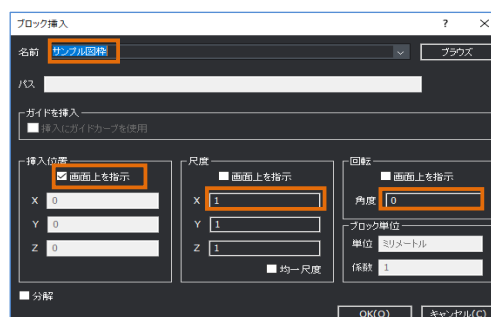 ブロック挿入 ? ×
名前 サンプル図枠 ブラウズ
パス
ガイドを挿入
挿入にガイドカーブを使用
挿入位置
画面上を指示
X 0
Y 0
Z 0
尺度
画面上を指示
X 1
Y 1
Z 1
均一尺度
回転
画面上を指示
角度 0
ブロック単位
単位 ミリメートル
係数 1
分解
OK(O) キャンセル(C)